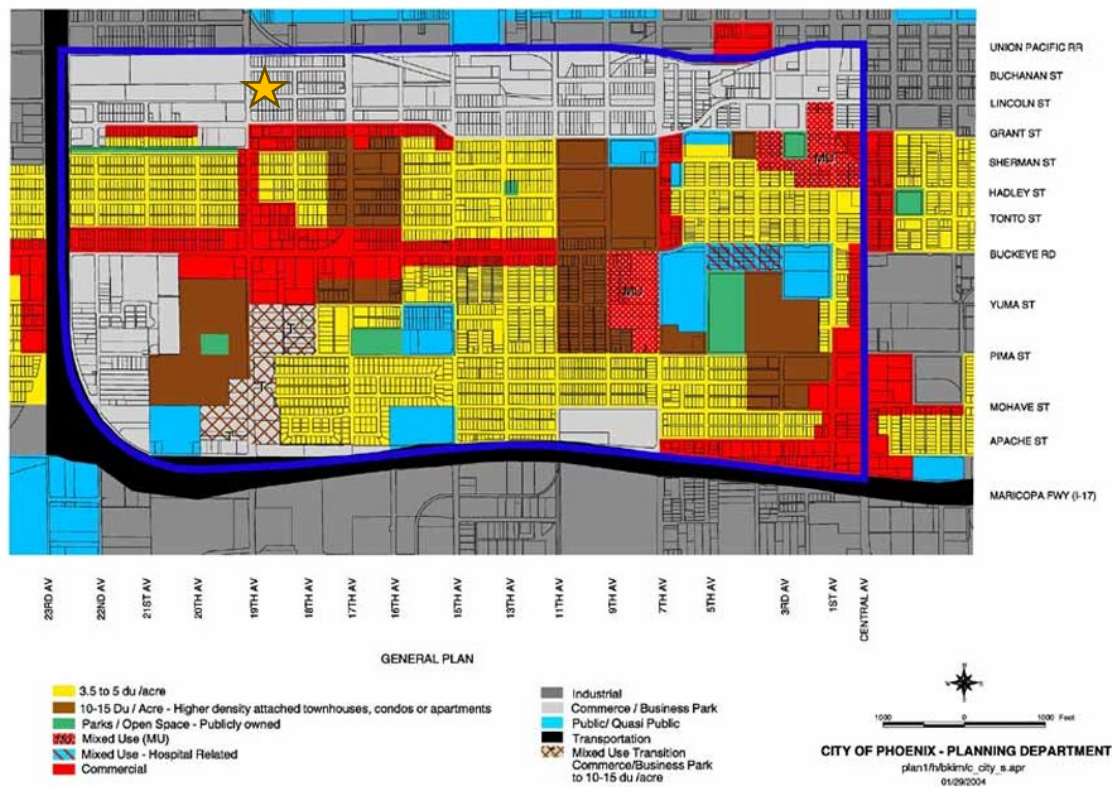 UNION PACIFIC RR
BUCHANAN ST
LINCOLN ST
GRANT ST
SHERMAN ST
HADLEY ST
TONTO ST
BUCKEYE RD
YUMA ST
PIMA ST
MOHAVE ST
APACHE ST
MARICOPA FWY (I-17)
MU
MU
23RD AV
22ND AV
21ST AV
20TH AV
19TH AV
18TH AV
17TH AV
16TH AV
15TH AV
13TH AV
11TH AV
9TH AV
7TH AV
5TH AV
3RD AV
1ST AV
CENTRAL AV
GENERAL PLAN
3.5 to 5 du /acre
10-15 Du / Acre - Higher density attached townhouses, condos or apartments
Parks / Open Space - Publicly owned
Mixed Use (MU)
Mixed Use - Hospital Related
Commercial
Industrial
Commerce / Business Park
Public/ Quasi Public
Transportation
Mixed Use Transition
Commerce/Business Park
to 10-15 du /acre
1000 0 1000 Feet
CITY OF PHOENIX - PLANNING DEPARTMENT
plan1/h/bkim/c_city_s.apr
01/29/2004